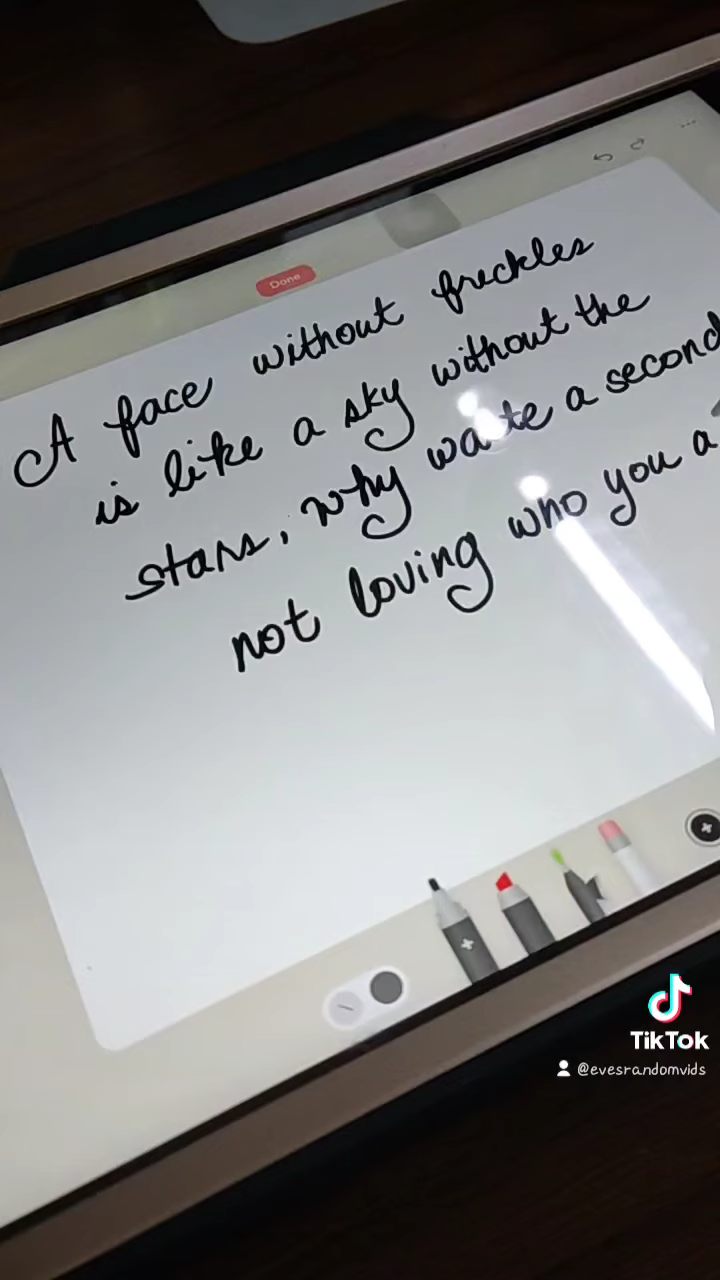 Done
A face without freckles
is like a sky without the
stars, why waste a second
not loving who you a
TikTok
@evesrandomvids